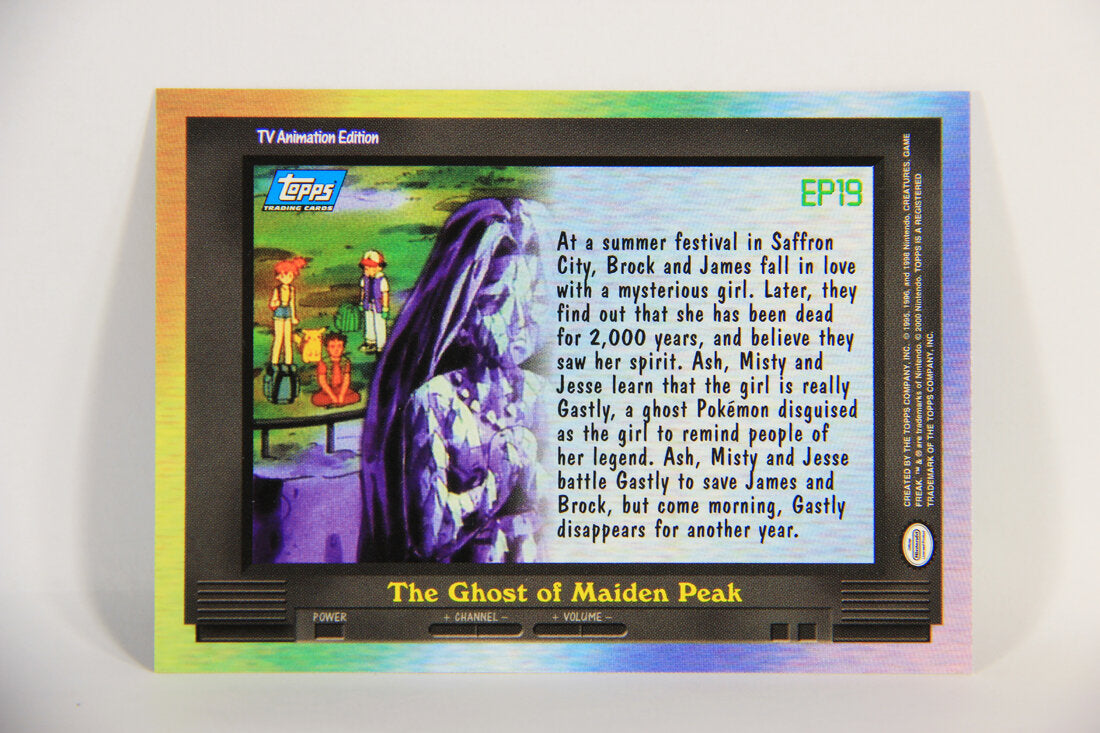 TV Animation Edition
Topps
TRADING CARDS
EP19
At a summer festival in Saffron
City, Brock and James fall in love
with a mysterious girl. Later, they
find out that she has been dead
for 2,000 years, and believe they
saw her spirit. Ash, Misty and
Jesse learn that the girl is really
Gastly, a ghost Pokémon disguised
as the girl to remind people of
her legend. Ash, Misty and Jesse
battle Gastly to save James and
Brock, but come morning, Gastly
disappears for another year.
The Ghost of Maiden Peak
POWER
+ CHANNEL -
+ VOLUME -
CREATED BY THE TOPPS COMPANY, INC. © 1995, 1996, and 1998 Nintendo, CREATURES, GAME
FREAK. ™ & ® are trademarks of Nintendo. © 2000 Nintendo. TOPPS IS A REGISTERED
TRADEMARK OF THE TOPPS COMPANY, INC.
Nintendo